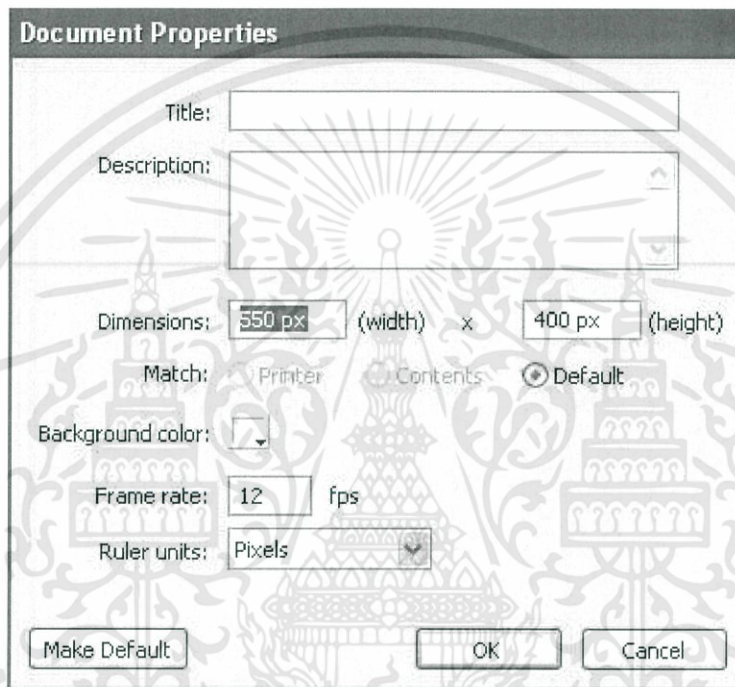 Document Properties
Title:
Description:
Dimensions: 550 px (width) x 400 px (height)
Match: Printer Contents Default
Background color:
Frame rate: 12 fps
Ruler units: Pixels
Make Default OK Cancel